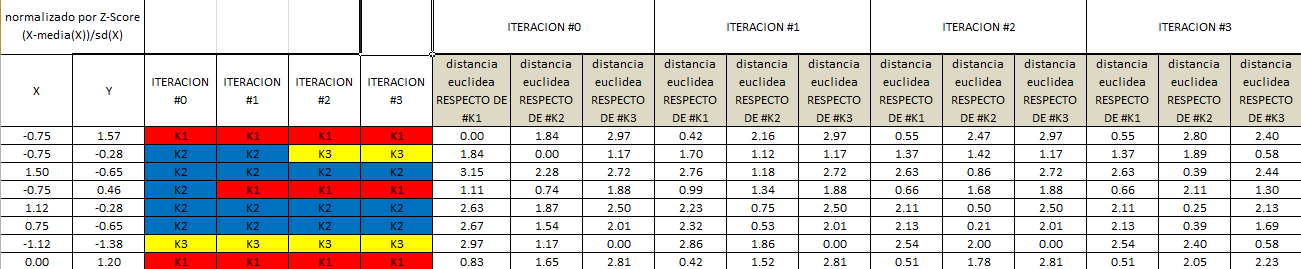 normalizado por Z-Score
(X-media(X))/sd(X)
ITERACION #0 ITERACION #1 ITERACION #2 ITERACION #3
X Y ITERACION #0 ITERACION #1 ITERACION #2 ITERACION #3 distancia euclidea RESPECTO DE #K1 distancia euclidea RESPECTO DE #K2 distancia euclidea RESPECTO DE #K3 distancia euclidea RESPECTO DE #K1 distancia euclidea RESPECTO DE #K2 distancia euclidea RESPECTO DE #K3 distancia euclidea RESPECTO DE #K1 distancia euclidea RESPECTO DE #K2 distancia euclidea RESPECTO DE #K3 distancia euclidea RESPECTO DE #K1 distancia euclidea RESPECTO DE #K2 distancia euclidea RESPECTO DE #K3
-0.75 1.57 K1 K1 K1 K1 0.00 1.84 2.97 0.42 2.16 2.97 0.55 2.47 2.97 0.55 2.80 2.40
-0.75 -0.28 K2 K2 K3 K3 1.84 0.00 1.17 1.70 1.12 1.17 1.37 1.42 1.17 1.37 1.89 0.58
1.50 -0.65 K2 K2 K2 K2 3.15 2.28 2.72 2.76 1.18 2.72 2.63 0.86 2.72 2.63 0.39 2.44
-0.75 0.46 K2 K1 K1 K1 1.11 0.74 1.88 0.99 1.34 1.88 0.66 1.68 1.88 0.66 2.11 1.30
1.12 -0.28 K2 K2 K2 K2 2.63 1.87 2.50 2.23 0.75 2.50 2.11 0.50 2.50 2.11 0.25 2.13
0.75 -0.65 K2 K2 K2 K2 2.67 1.54 2.01 2.32 0.53 2.01 2.13 0.21 2.01 2.13 0.39 1.69
-1.12 -1.38 K3 K3 K3 K3 2.97 1.17 0.00 2.86 1.86 0.00 2.54 2.00 0.00 2.54 2.40 0.58
0.00 1.20 K1 K1 K1 K1 0.83 1.65 2.81 0.42 1.52 2.81 0.51 1.78 2.81 0.51 2.05 2.23